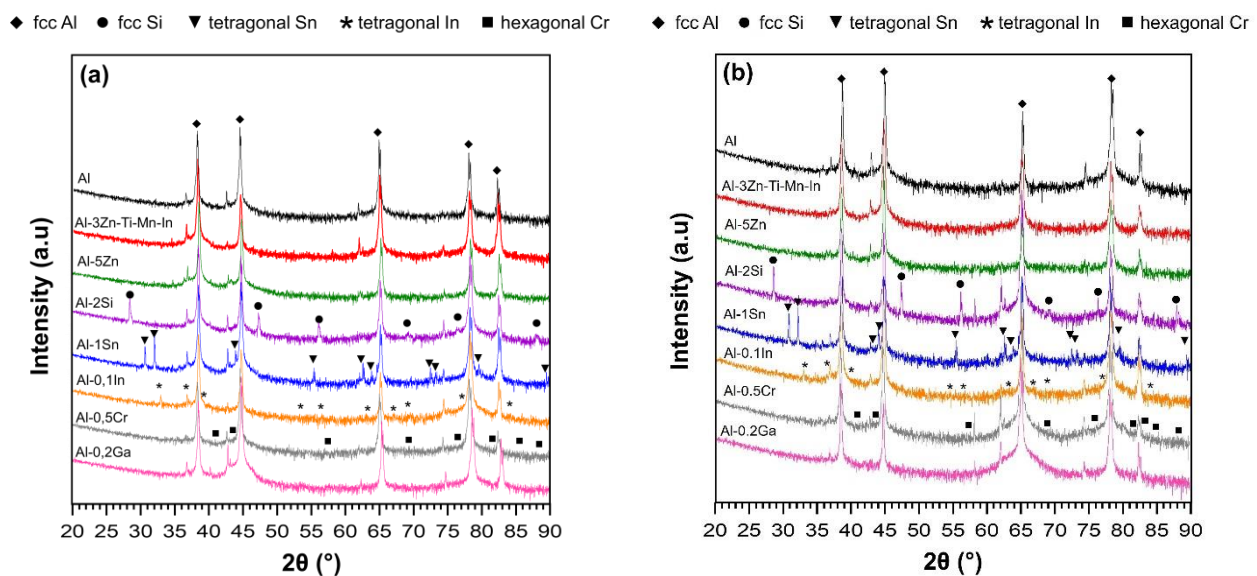 ◆ fcc Al ● fcc Si ▼ tetragonal Sn * tetragonal In ■ hexagonal Cr
◆ fcc Al ● fcc Si ▼ tetragonal Sn * tetragonal In ■ hexagonal Cr
(a)
Al
Al-3Zn-Ti-Mn-In
Al-5Zn
Al-2Si
Al-1Sn
Al-0,1In
Al-0,5Cr
Al-0,2Ga
Intensity (a.u)
20 25 30 35 40 45 50 55 60 65 70 75 80 85 90
2θ (°)
(b)
Al
Al-3Zn-Ti-Mn-In
Al-5Zn
Al-2Si
Al-1Sn
Al-0.1In
Al-0.5Cr
Al-0.2Ga
Intensity (a.u)
20 25 30 35 40 45 50 55 60 65 70 75 80 85 90
2θ (°)